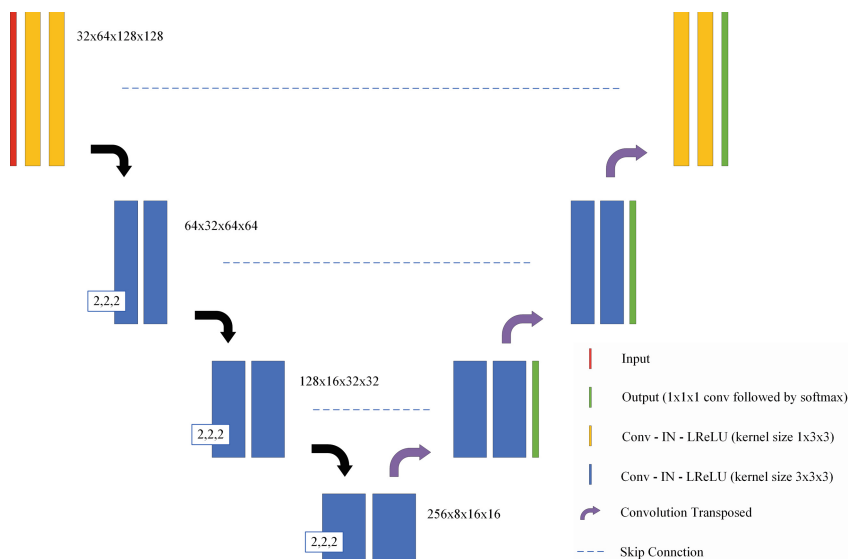 32x64x128x128
64x32x64x64
2,2,2
128x16x32x32
2,2,2
256x8x16x16
2,2,2
Input
Output (1x1x1 conv followed by softmax)
Conv - IN - LReLU (kernel size 1x3x3)
Conv - IN - LReLU (kernel size 3x3x3)
Convolution Transposed
Skip Connction